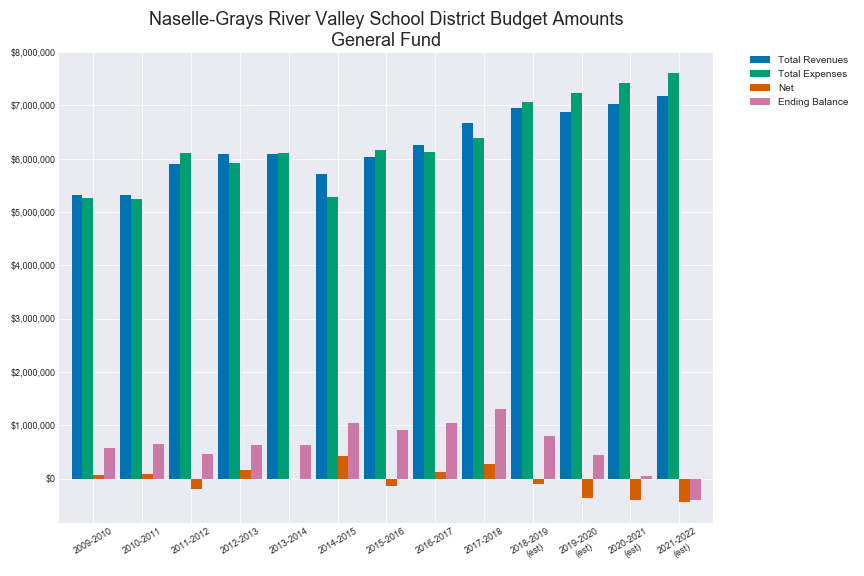 Naselle-Grays River Valley School District Budget Amounts
General Fund
Total Revenues
Total Expenses
Net
Ending Balance
$8,000,000
$7,000,000
$6,000,000
$5,000,000
$4,000,000
$3,000,000
$2,000,000
$1,000,000
$0
2009-2010
2010-2011
2011-2012
2012-2013
2013-2014
2014-2015
2015-2016
2016-2017
2017-2018
2018-2019
(est)
2019-2020
(est)
2020-2021
(est)
2021-2022
(est)